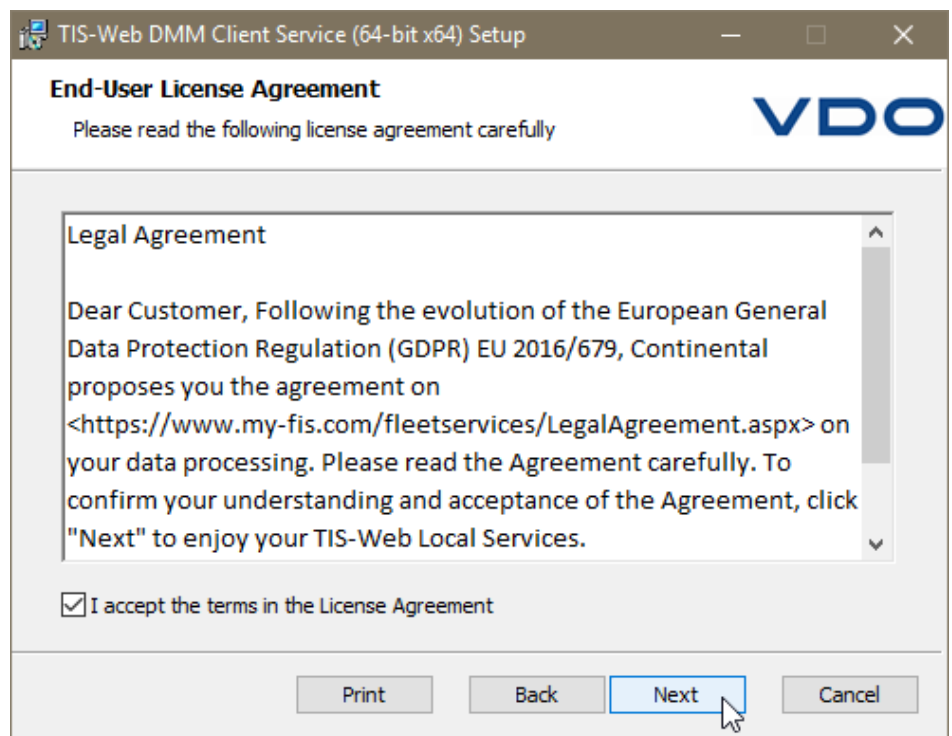 TIS-Web DMM Client Service (64-bit x64) Setup
End-User License Agreement
Please read the following license agreement carefully
VDO
Legal Agreement
Dear Customer, Following the evolution of the European General
Data Protection Regulation (GDPR) EU 2016/679, Continental
proposes you the agreement on
<https://www.my-fis.com/fleetservices/LegalAgreement.aspx> on
your data processing. Please read the Agreement carefully. To
confirm your understanding and acceptance of the Agreement, click
"Next" to enjoy your TIS-Web Local Services.
I accept the terms in the License Agreement
Print Back Next Cancel